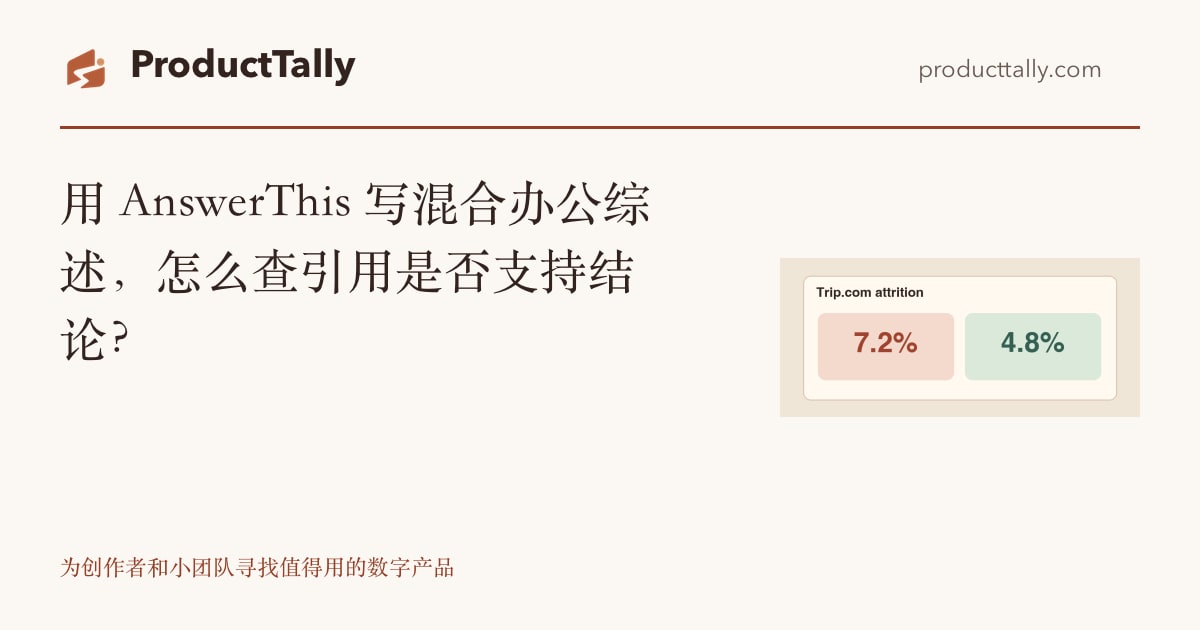 ProductTally
producttally.com
用 AnswerThis 写混合办公综
述，怎么查引用是否支持结
论？
Trip.com attrition
7.2%
4.8%
为创作者和小团队寻找值得用的数字产品